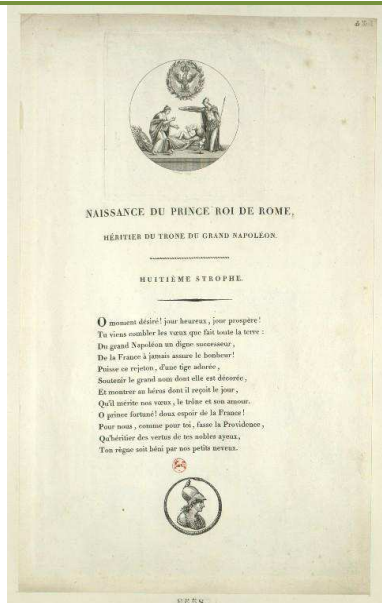 NAISSANCE DU PRINCE ROI DE ROME,
HÉRITIER DU TRONE DU GRAND NAPOLÉON.
HUITIÈME STROPHE.
O moment désiré! jour heureux, jour prospère!
Tu viens combler les vœux que fait toute la terre:
Du grand Napoléon un digne successeur,
De la France à jamais assure le bonheur!
Puisse ce rejeton, d'une tige adorée,
Soutenir le grand nom dont elle est décorée,
Et montrer au héros dont il reçoit le jour,
Qu'il mérite nos vœux, le trône et son amour.
O prince fortuné! doux espoir de la France!
Pour nous, comme pour toi, fasse la Providence,
Qu'héritier des vertus de tes nobles ayeux,
Ton règne soit béni par nos petits neveux.